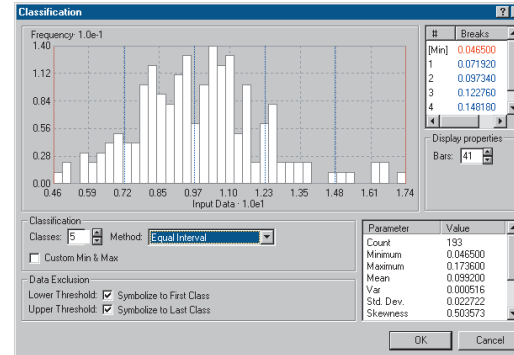 Classification
Frequency · 1.0e-1
1.40
1.12
0.84
0.56
0.28
0.00
0.46 0.59 0.72 0.85 0.97 1.10 1.23 1.35 1.48 1.61 1.74
Input Data · 1.0e1
# Breaks
[Min] 0.046500
1 0.071920
2 0.097340
3 0.122760
4 0.148180
Display properties
Bars: 41
Classification
Classes: 5 Method: Equal Interval
Custom Min & Max
Data Exclusion
Lower Threshold: Symbolize to First Class
Upper Threshold: Symbolize to Last Class
Parameter Value
Count 193
Minimum 0.046500
Maximum 0.173600
Mean 0.099200
Var 0.000516
Std. Dev. 0.022722
Skewness 0.503573
OK Cancel